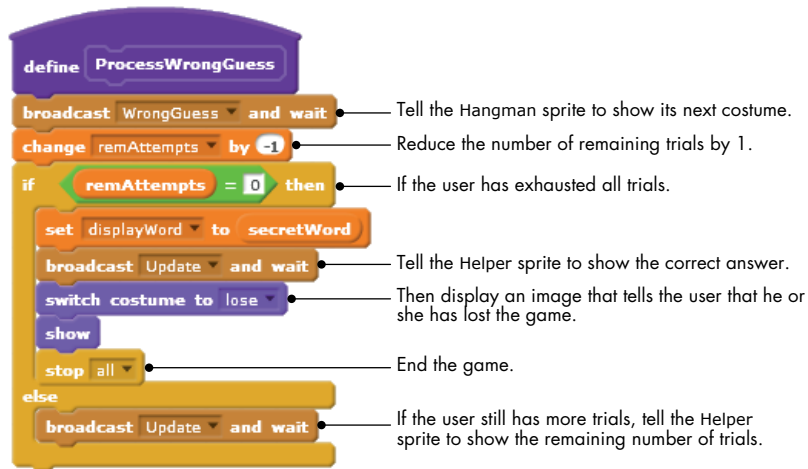 define ProcessWrongGuess
broadcast WrongGuess and wait
Tell the Hangman sprite to show its next costume.
change remAttempts by -1
Reduce the number of remaining trials by 1.
if remAttempts = 0 then
If the user has exhausted all trials.
set displayWord to secretWord
broadcast Update and wait
Tell the Helper sprite to show the correct answer.
switch costume to lose
Then display an image that tells the user that he or
she has lost the game.
show
stop all
End the game.
else
broadcast Update and wait
If the user still has more trials, tell the Helper
sprite to show the remaining number of trials.